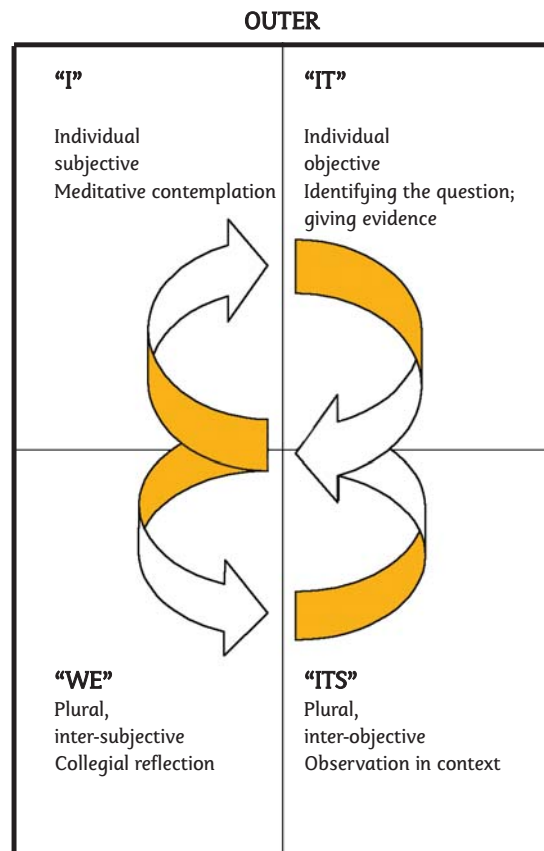 OUTER
“I”
Individual
subjective
Meditative contemplation
“IT”
Individual
objective
Identifying the question;
giving evidence
“WE”
Plural,
inter-subjective
Collegial reflection
“ITS”
Plural,
inter-objective
Observation in context